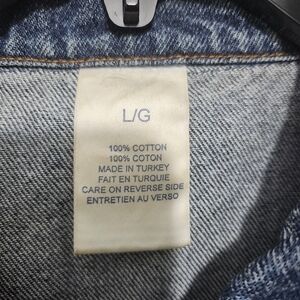 L/G
100% COTTON
100% COTON
MADE IN TURKEY
FAIT EN TURQUIE
CARE ON REVERSE SIDE
ENTRETIEN AU VERSO